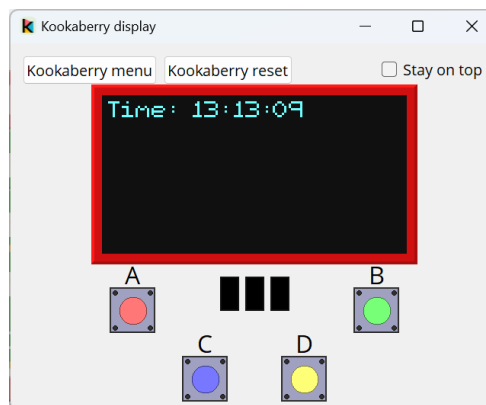 Kookaberry display
Kookaberry menu Kookaberry reset Stay on top
Time: 13:13:09
A B
C D